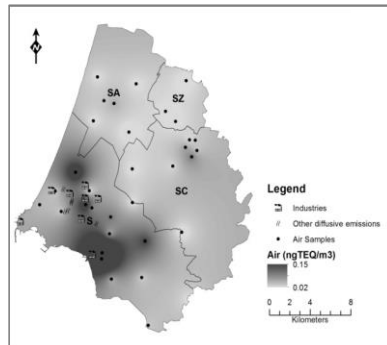 N
SA
SZ
SC
S
Legend
Industries
Other diffusive emissions
Air Samples
Air (ngTEQ/m3)
0.15
0.02
0 2 4 8
Kilometers